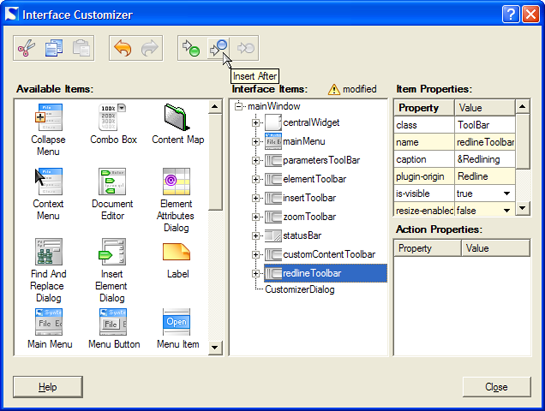 Interface Customizer
Insert After
Available Items:
Interface Items:
modified
Item Properties:
Collapse
Menu
Combo Box
Content Map
Context
Menu
Document
Editor
Element
Attributes
Dialog
Find And
Replace
Dialog
Insert
Element
Dialog
Label
Main Menu
Menu Button
Open
Menu Item
mainWindow
centralWidget
mainMenu
parametersToolBar
elementToolbar
insertToolbar
zoomToolbar
statusBar
customContentToolbar
redlineToolbar
CustomizerDialog
Property Value
class ToolBar
name redlineToolbar
caption &Redlining
plugin-origin Redline
is-visible true
resize-enabled false
Action Properties:
Property Value
Help
Close